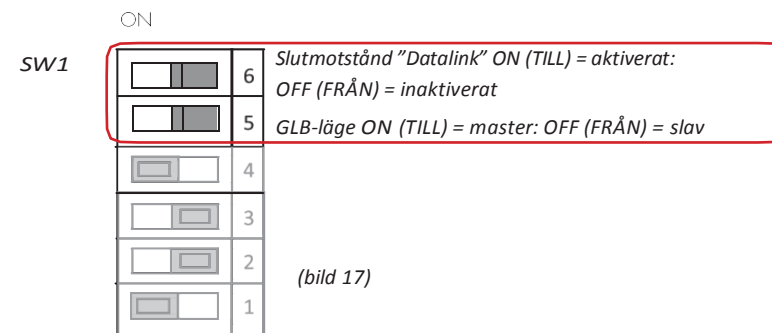 ON
SW1
6
Slutmotstånd ”Datalink” ON (TILL) = aktiverat:
OFF (FRÅN) = inaktiverat
5
GLB-läge ON (TILL) = master: OFF (FRÅN) = slav
4
3
2
(bild 17)
1